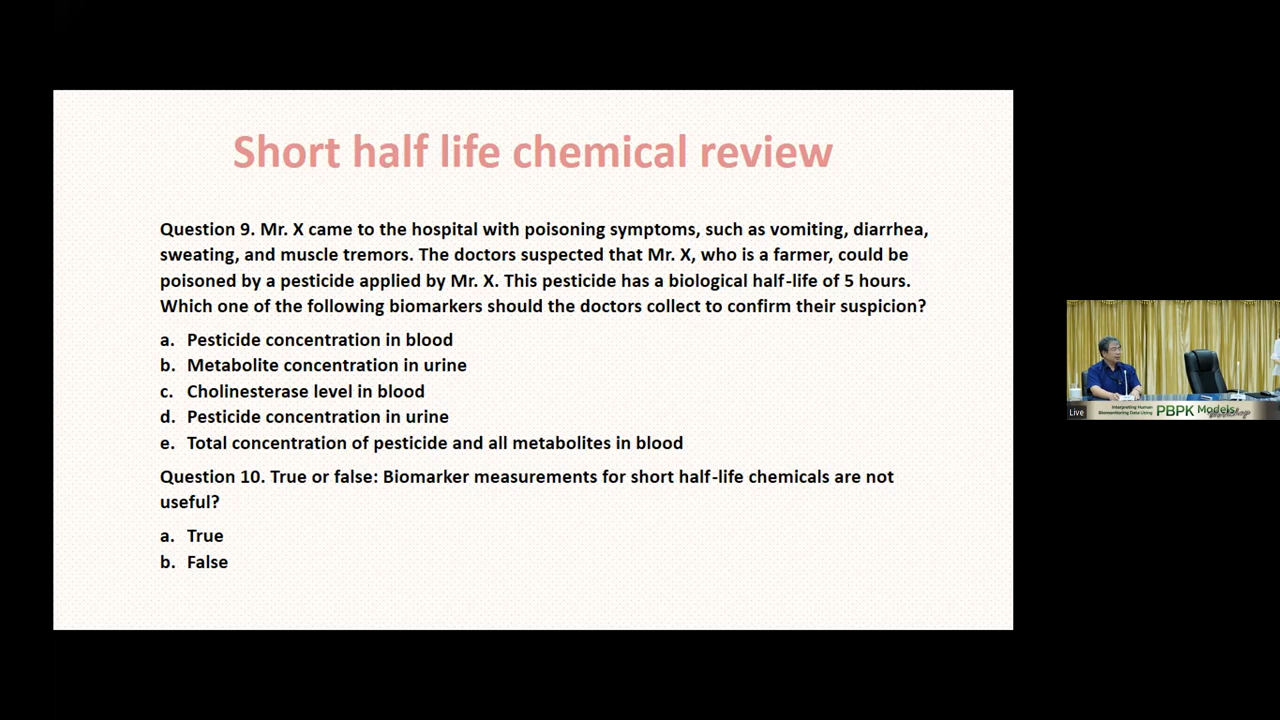 Short half life chemical review
Question 9. Mr. X came to the hospital with poisoning symptoms, such as vomiting, diarrhea,
sweating, and muscle tremors. The doctors suspected that Mr. X, who is a farmer, could be
poisoned by a pesticide applied by Mr. X. This pesticide has a biological half-life of 5 hours.
Which one of the following biomarkers should the doctors collect to confirm their suspicion?
a. Pesticide concentration in blood
b. Metabolite concentration in urine
c. Cholinesterase level in blood
d. Pesticide concentration in urine
e. Total concentration of pesticide and all metabolites in blood
Question 10. True or false: Biomarker measurements for short half-life chemicals are not
useful?
a. True
b. False
Live
Interpreting Human
Biomonitoring Data Using
PBPK Models